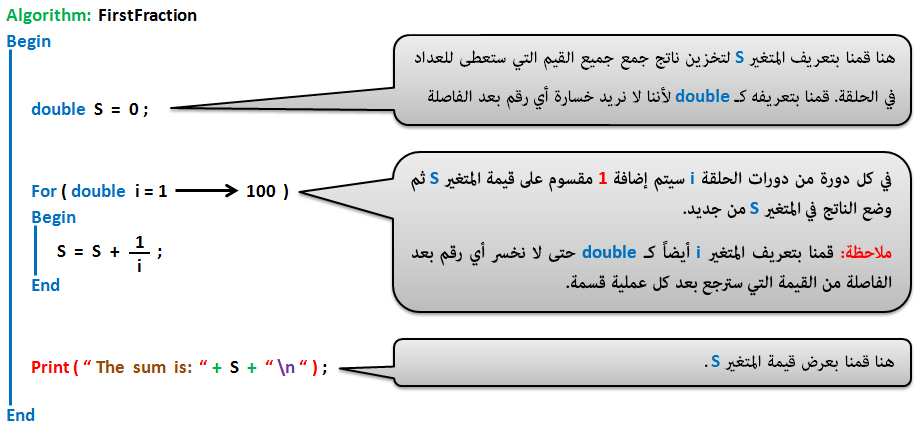 Algorithm: FirstFraction
Begin
هنا قمنا بتعريف المتغير S لتخزين ناتج جمع جميع القيم التي ستعطى للعداد
في الحلقة. قمنا بتعريفه كـ double لأننا لا نريد خسارة أي رقم بعد الفاصلة
double S = 0 ;
في كل دورة من دورات الحلقة i سيتم إضافة 1 مقسوم على قيمة المتغير S ثم
وضع الناتج في المتغير S من جديد.
ملاحظة: قمنا بتعريف المتغير i أيضاً كـ double حتى لا نخسر أي رقم بعد
الفاصلة من القيمة التي سترجع بعد كل عملية قسمة.
For ( double i = 1 ⟶ 100 )
Begin
S = S + 1/i ;
End
هنا قمنا بعرض قيمة المتغير S .
Print ( “ The sum is: “ + S + “ \n “ ) ;
End